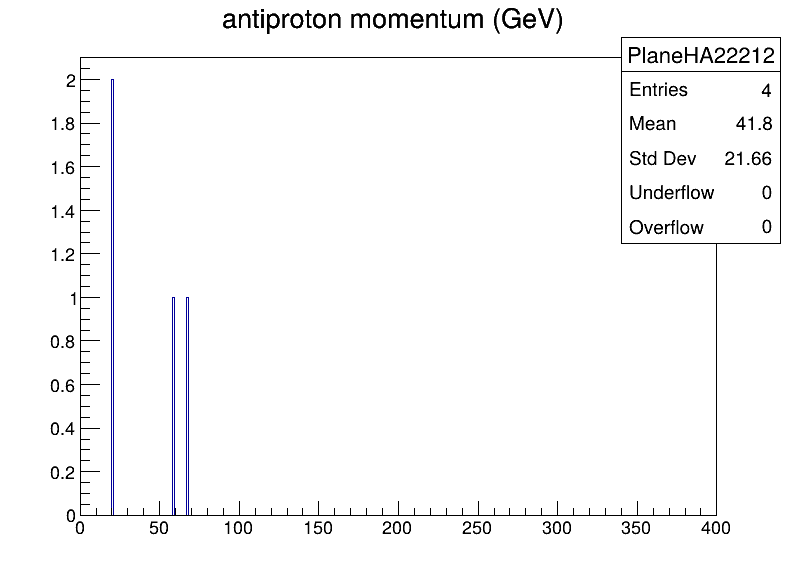 antiproton momentum (GeV)
PlaneHA22212
Entries 4
Mean 41.8
Std Dev 21.66
Underflow 0
Overflow 0
2
1.8
1.6
1.4
1.2
1
0.8
0.6
0.4
0.2
0
0 50 100 150 200 250 300 350 400